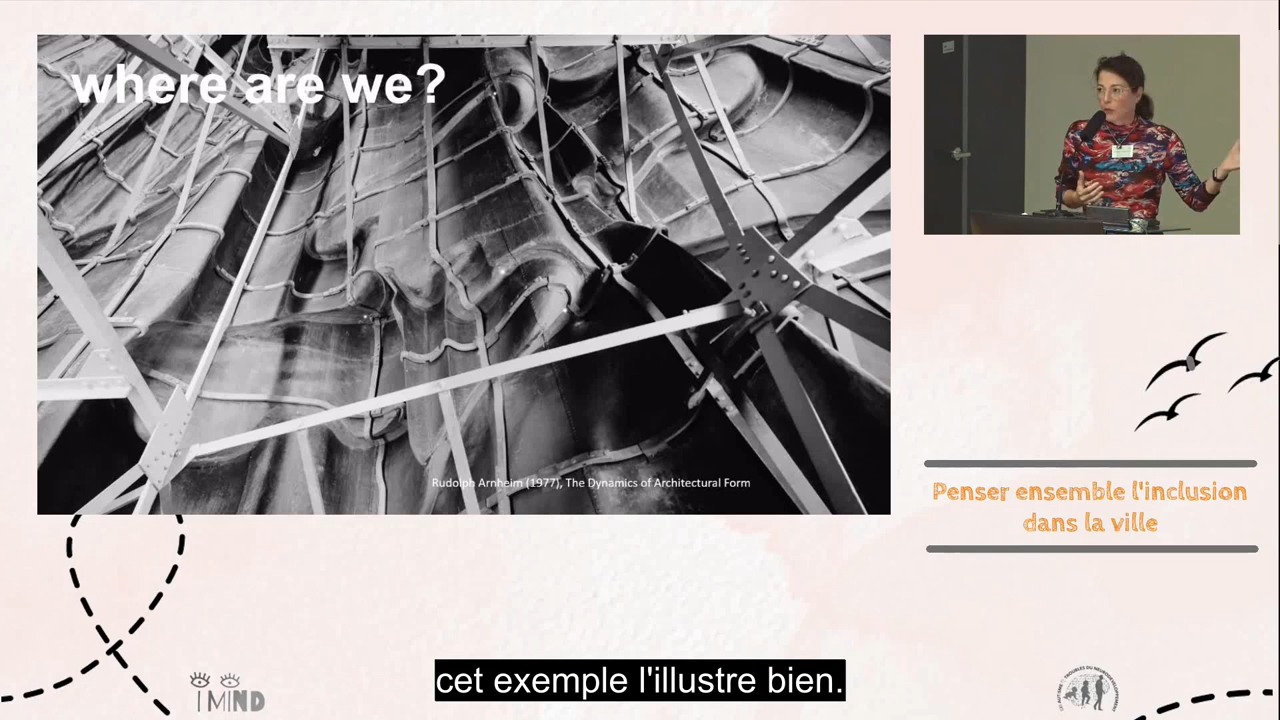 where are we?
Rudolph Arnheim (1977), The Dynamics of Architectural Form
Penser ensemble l'inclusion
dans la ville
cet exemple l'illustre bien.
I MIND